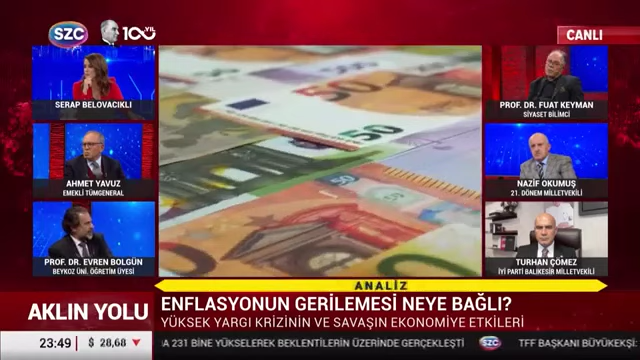 SZC
100
YIL
CANLI
SERAP BELOVACIKLI
AHMET YAVUZ
EMEKLİ TÜMGENERAL
PROF. DR. EVREN BOLGÜN
BEYKOZ ÜNİ. ÖĞRETİM ÜYESİ
50
PROF. DR. FUAT KEYMAN
SİYASET BİLİMCİ
NAZİF OKUMUŞ
21. DÖNEM MİLLETVEKİLİ
TURHAN ÇÖMEZ
İYİ PARTİ BALIKESİR MİLLETVEKİLİ
ANALİZ
AKLIN YOLU
ENFLASYONUN GERİLEMESİ NEYE BAĞLI?
YÜKSEK YARGI KRİZİNİN VE SAVAŞIN EKONOMİYE ETKİLERİ
23:49 $ 28,68 A 231 BİNE YÜKSELEREK BEKLENTİLERİN ÜZERİNDE GERÇEKLEŞTİ SZC TFF BAŞKANI BÜYÜKEKŞİ: